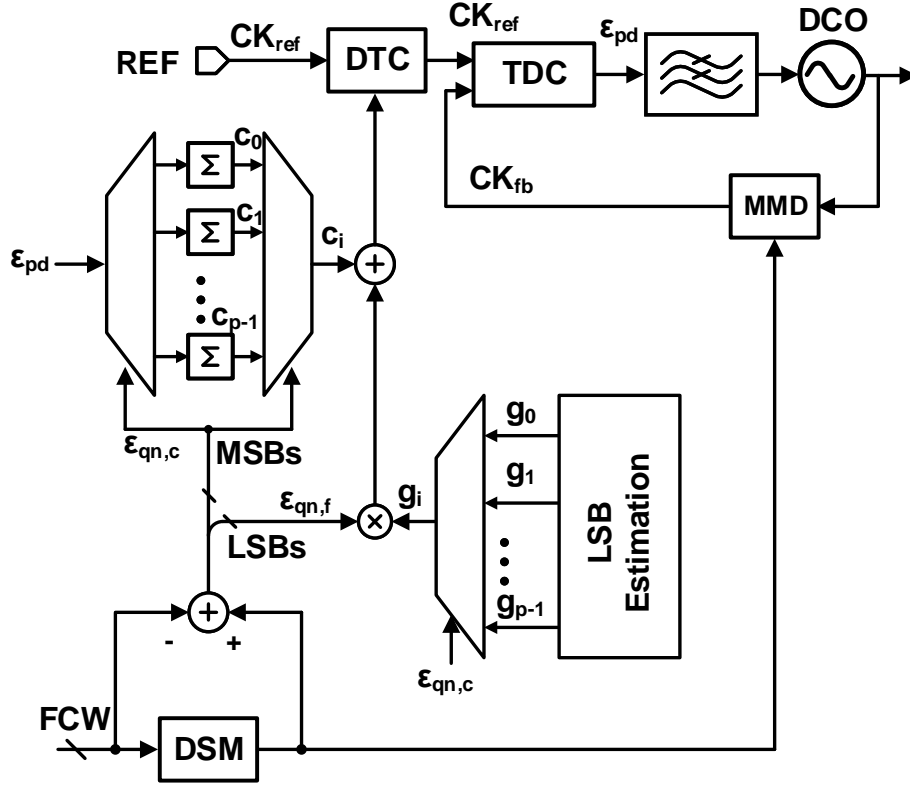 CKref
CKref
εpd
DCO
REF
DTC
TDC
c0
Σ
CKfb
MMD
c1
Σ
ci
εpd
+
cp-1
Σ
εqn,c
MSBs
g0
g1
LSB
Estimation
εqn,f
gi
×
LSBs
gp-1
+
-
+
εqn,c
FCW
DSM